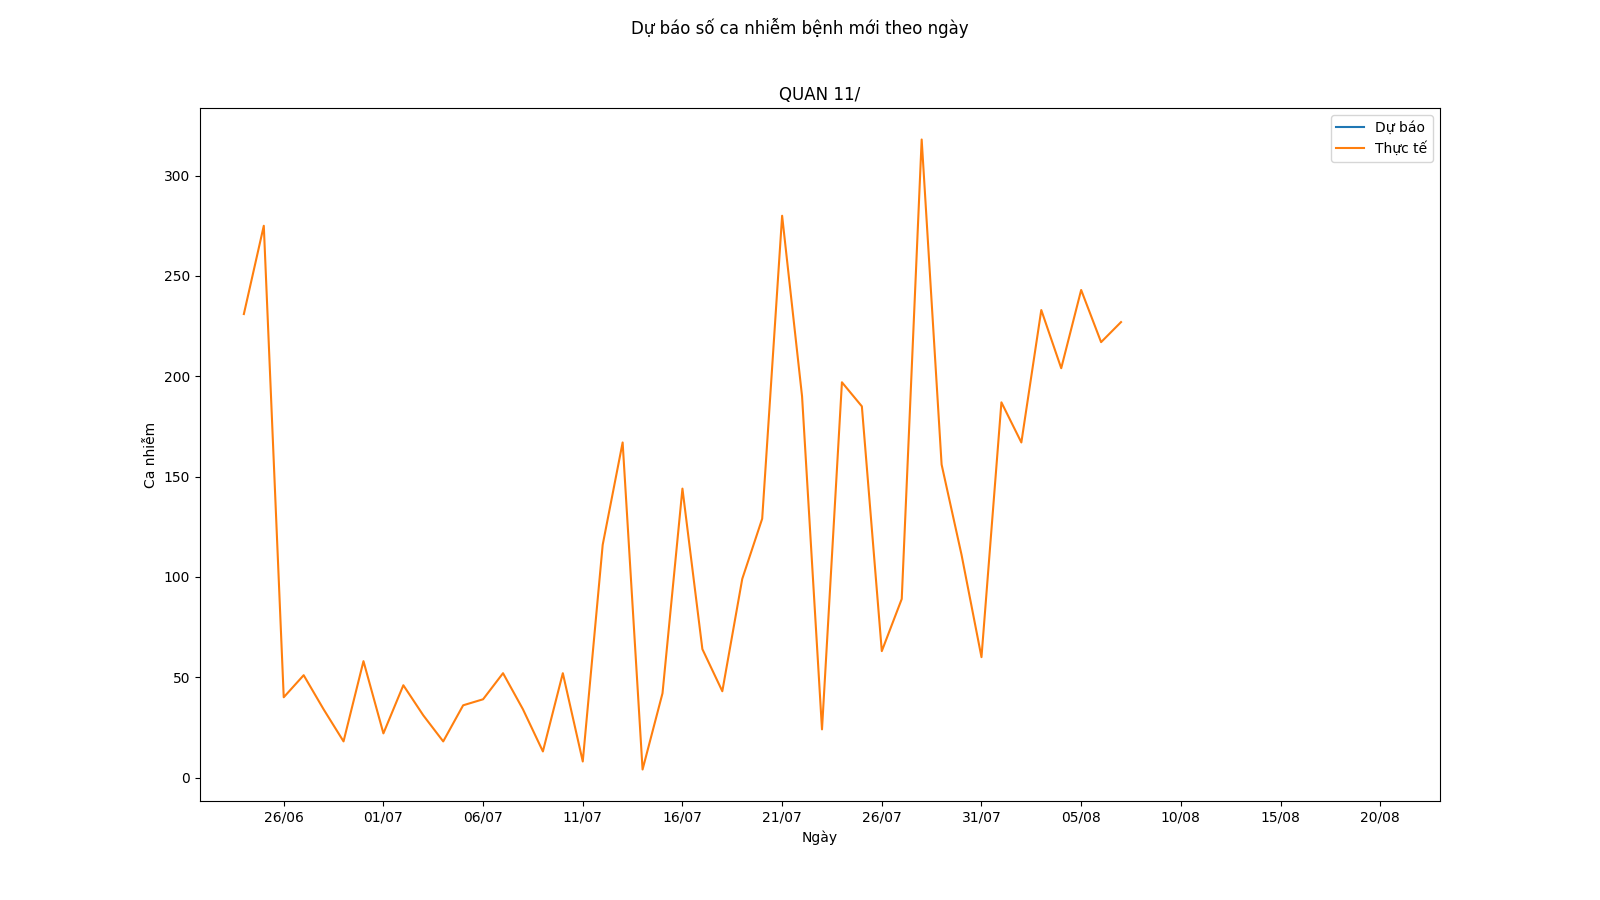 Dự báo số ca nhiễm bệnh mới theo ngày
QUAN 11/
Dự báo
Thực tế
300
250
200
150
100
50
0
Ca nhiễm
26/06 01/07 06/07 11/07 16/07 21/07 26/07 31/07 05/08 10/08 15/08 20/08
Ngày